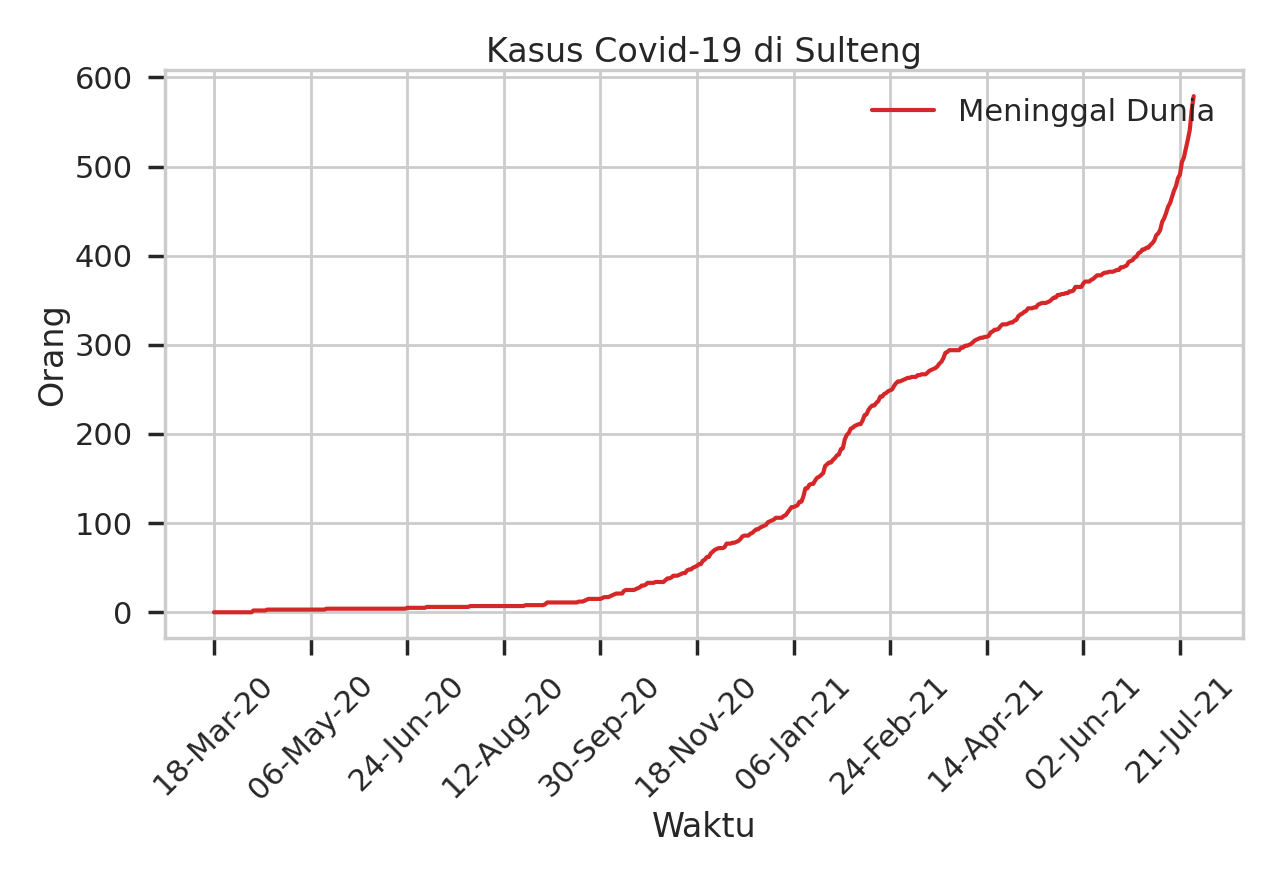 Kasus Covid-19 di Sulteng
Meninggal Dunia
Orang
600
500
400
300
200
100
0
18-Mar-20
06-May-20
24-Jun-20
12-Aug-20
30-Sep-20
18-Nov-20
06-Jan-21
24-Feb-21
14-Apr-21
02-Jun-21
21-Jul-21
Waktu